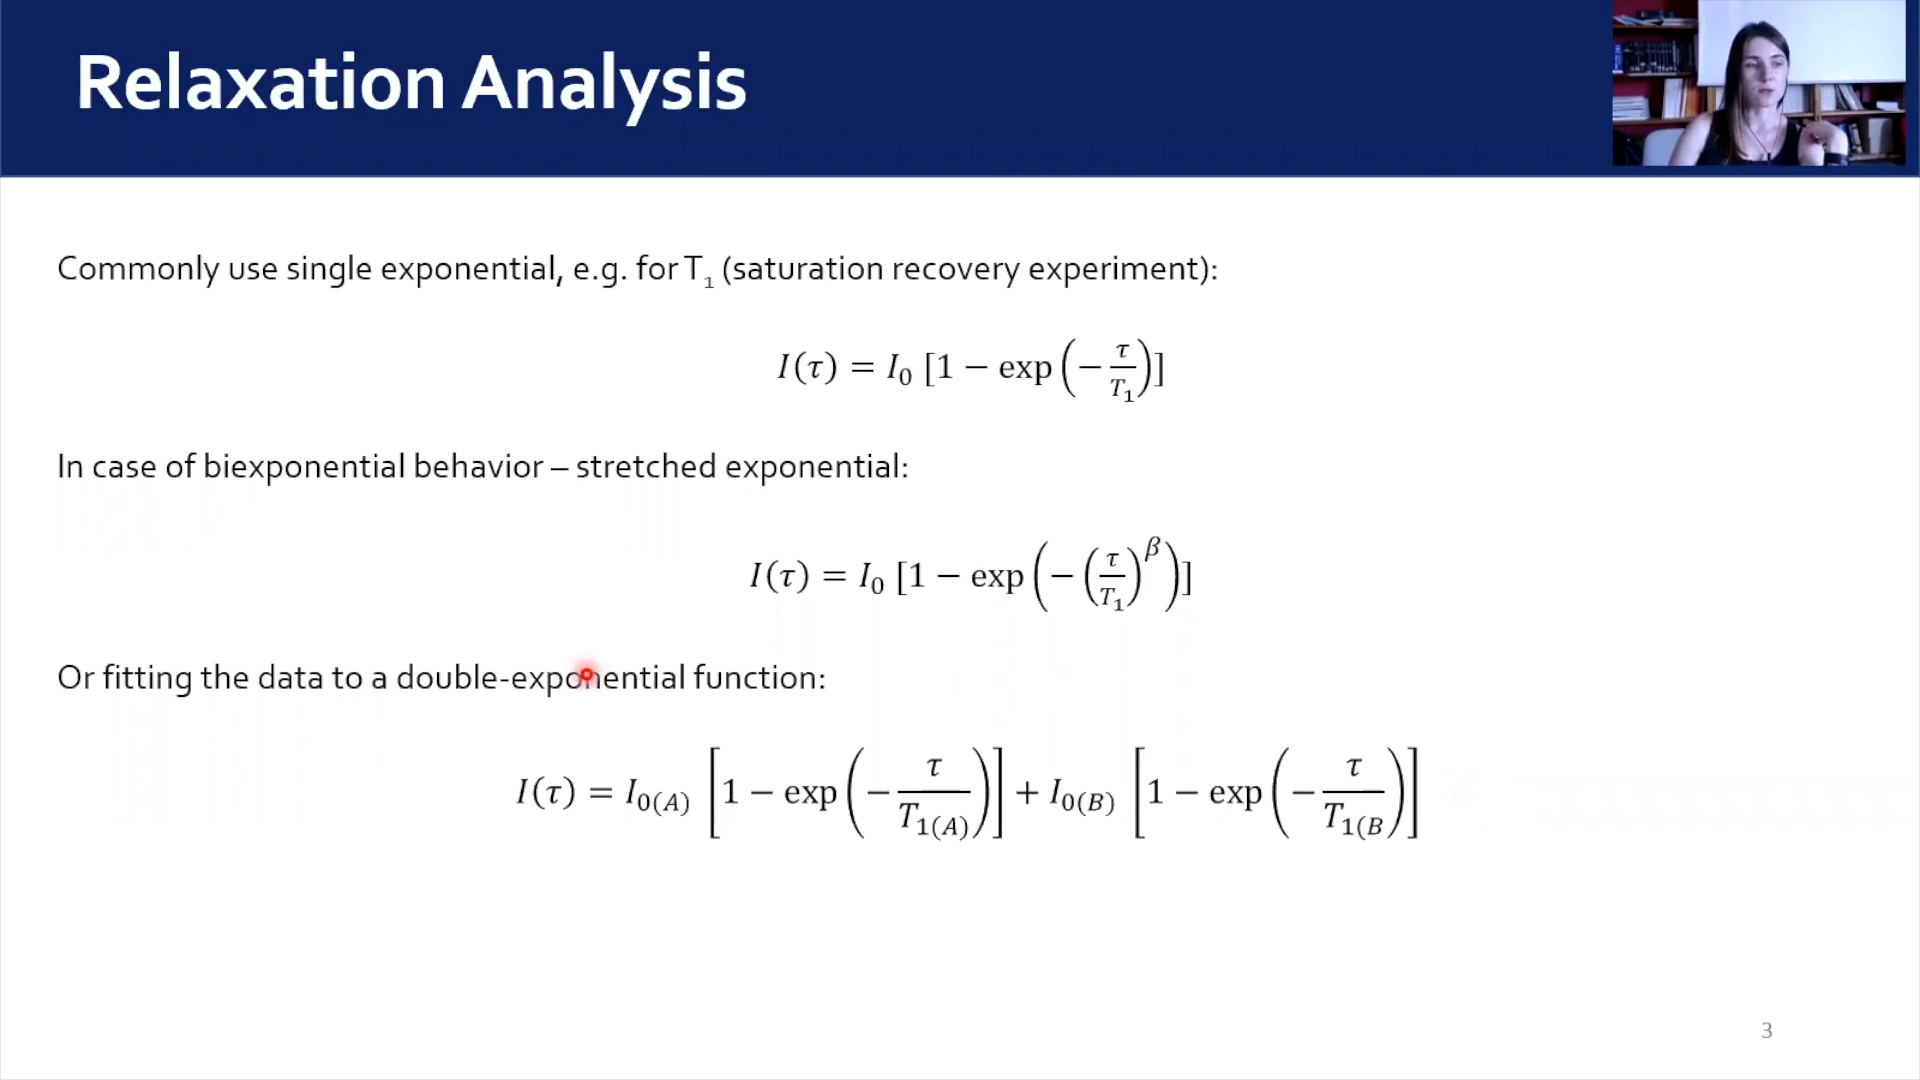 Relaxation Analysis
Commonly use single exponential, e.g. for T₁ (saturation recovery experiment):
I(τ) = I₀ [1 − exp(−τ/T₁)]
In case of biexponential behavior – stretched exponential:
I(τ) = I₀ [1 − exp(−(τ/T₁)^β)]
Or fitting the data to a double-exponential function:
I(τ) = I₀₍A₎ [1 − exp(−τ/T₁₍A₎)] + I₀₍B₎ [1 − exp(−τ/T₁₍B)]
3